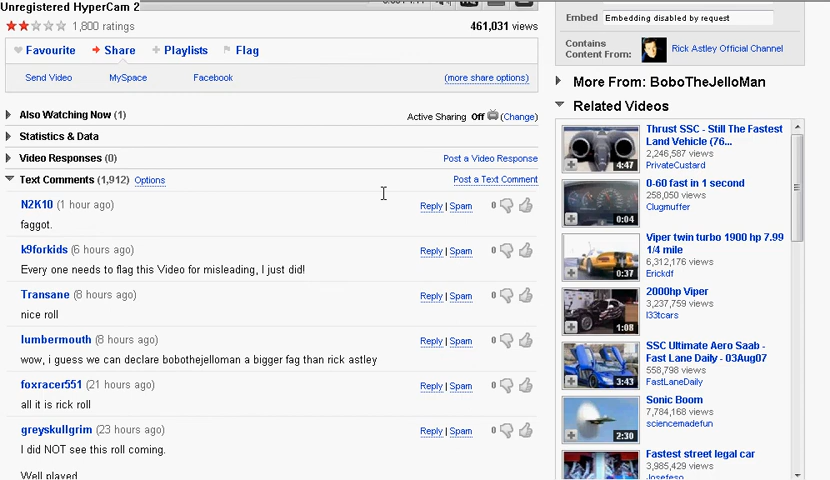 Unregistered HyperCam 2
1,800 ratings
461,031 views
Favourite
Share
Playlists
Flag
Send Video
MySpace
Facebook
(more share options)
Also Watching Now (1)
Active Sharing Off (Change)
Statistics & Data
Video Responses (0)
Post a Video Response
Text Comments (1,912) Options
Post a Text Comment
N2K10 (1 hour ago)
Reply | Spam
0
faggot.
k9forkids (6 hours ago)
Reply | Spam
0
Every one needs to flag this Video for misleading, I just did!
Transane (8 hours ago)
Reply | Spam
0
nice roll
lumbermouth (8 hours ago)
Reply | Spam
0
wow, i guess we can declare bobothejelloman a bigger fag than rick astley
foxracer551 (21 hours ago)
Reply | Spam
0
all it is rick roll
greyskullgrim (23 hours ago)
Reply | Spam
0
I did NOT see this roll coming.
Well played
Embed
Embedding disabled by request
Contains
Content From:
Rick Astley Official Channel
More From: BoboTheJelloMan
Related Videos
4:47
Thrust SSC - Still The Fastest
Land Vehicle (76...
2,246,587 views
PrivateCustard
0:04
0-60 fast in 1 second
258,050 views
Clugmuffer
0:37
Viper twin turbo 1900 hp 7.99
1/4 mile
6,312,176 views
Erickdf
1:08
2000hp Viper
3,237,759 views
l33tcars
3:43
SSC Ultimate Aero Saab -
Fast Lane Daily - 03Aug07
558,798 views
FastLaneDaily
2:30
Sonic Boom
7,784,168 views
sciencemadefun
Fastest street legal car
3,985,429 views
Josefeso